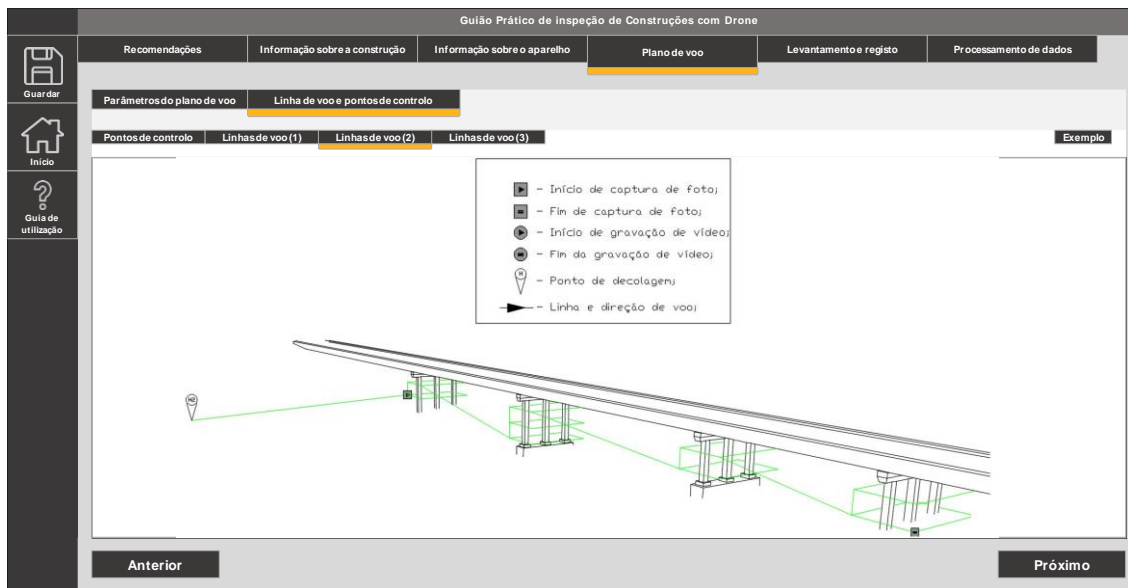 Guião Prático de inspeção de Construções com Drone
Guardar
Início
Guia de
utilização
Recomendações
Informação sobre a construção
Informação sobre o aparelho
Plano de voo
Levantamento e registo
Processamento de dados
Parâmetros do plano de voo
Linha de voo e pontos de controlo
Pontos de controlo
Linhas de voo (1)
Linhas de voo (2)
Linhas de voo (3)
Exemplo
- Início de captura de foto;
- Fim de captura de foto;
- Início de gravação de vídeo;
- Fim da gravação de vídeo;
H
- Ponto de decolagem;
- Linha e direção de voo;
H2
Anterior
Próximo